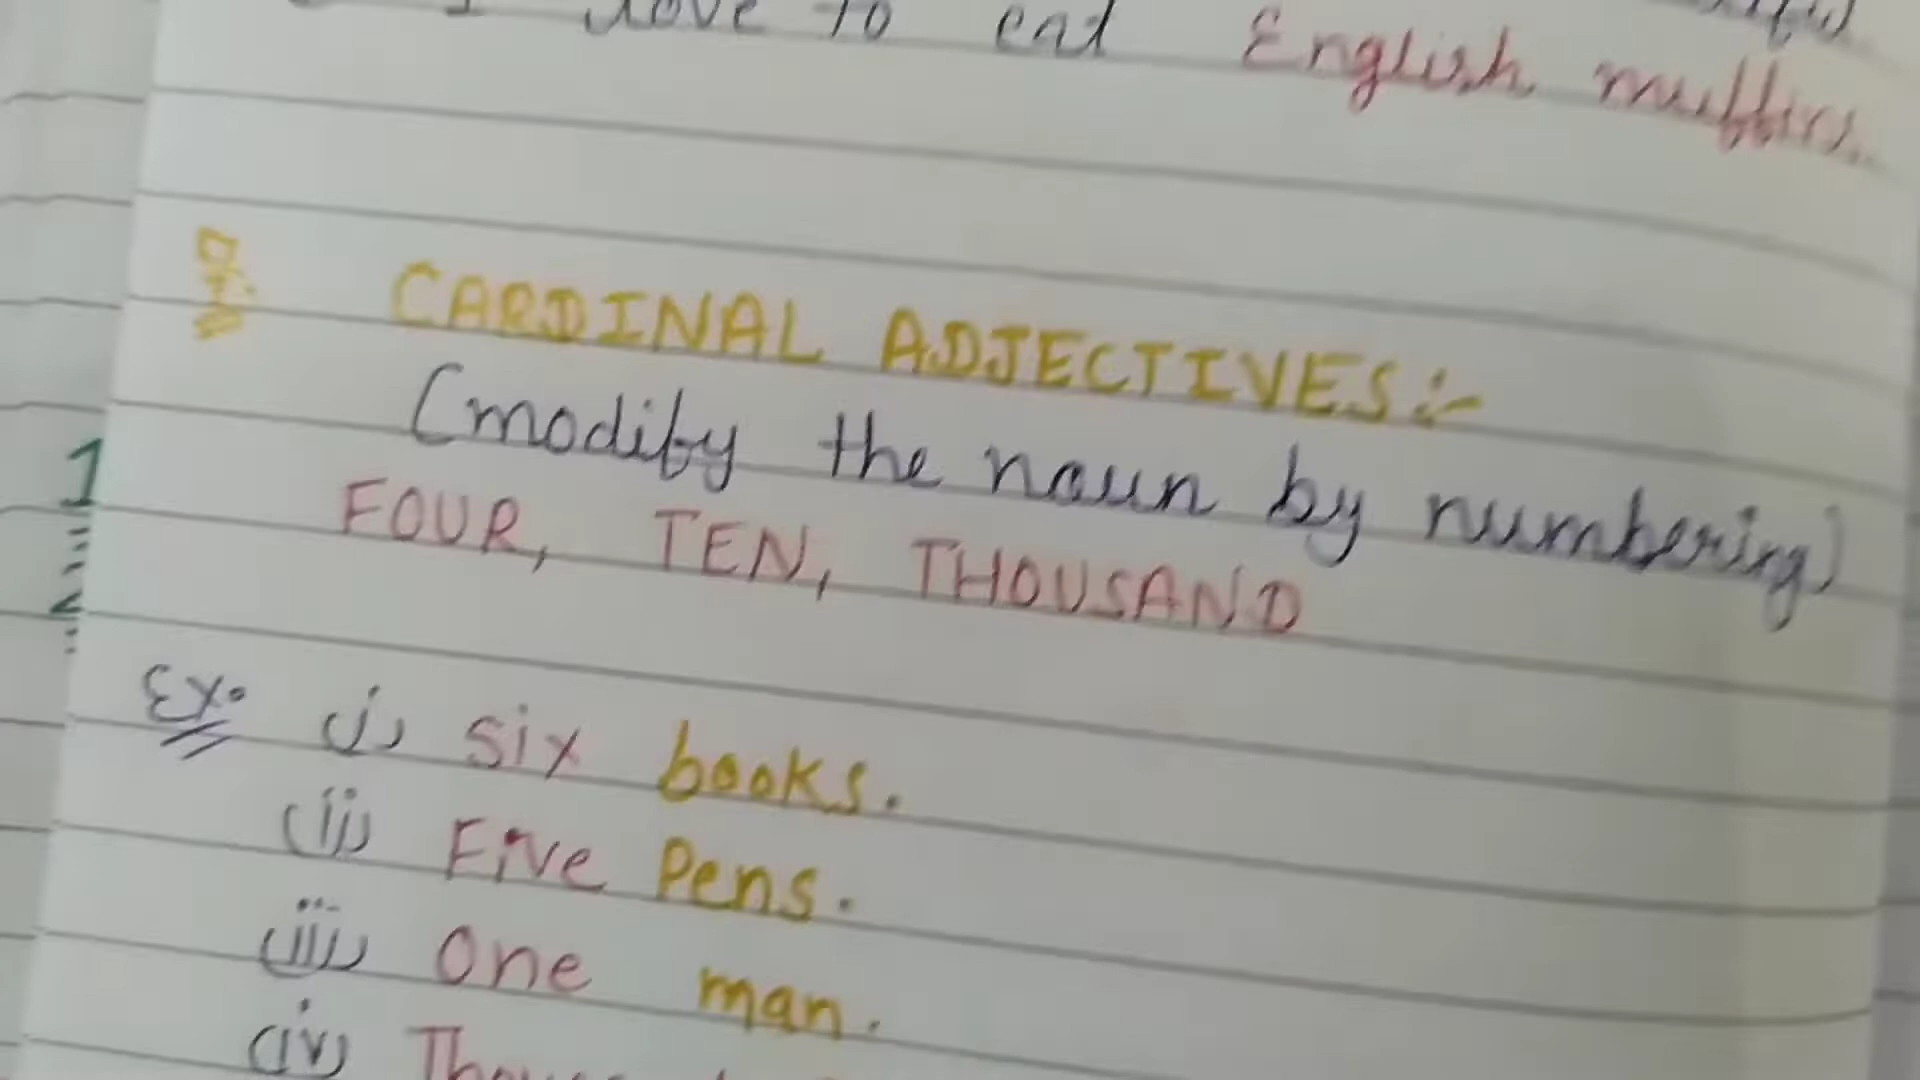 I love to eat English muffins.
CARDINAL ADJECTIVES:-
(modify the noun by numbering)
FOUR, TEN, THOUSAND
Ex. (i) six books.
(ii) Five Pens.
(iii) One man.
(iv)